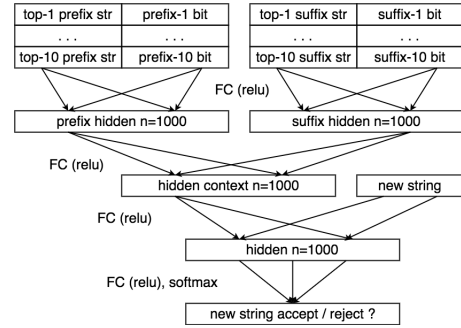 top-1 prefix str prefix-1 bit top-1 suffix str suffix-1 bit
. . . . . . . . . . . .
top-10 prefix str prefix-10 bit top-10 suffix str suffix-10 bit
FC (relu)
prefix hidden n=1000 suffix hidden n=1000
FC (relu)
hidden context n=1000 new string
FC (relu)
hidden n=1000
FC (relu), softmax
new string accept / reject ?